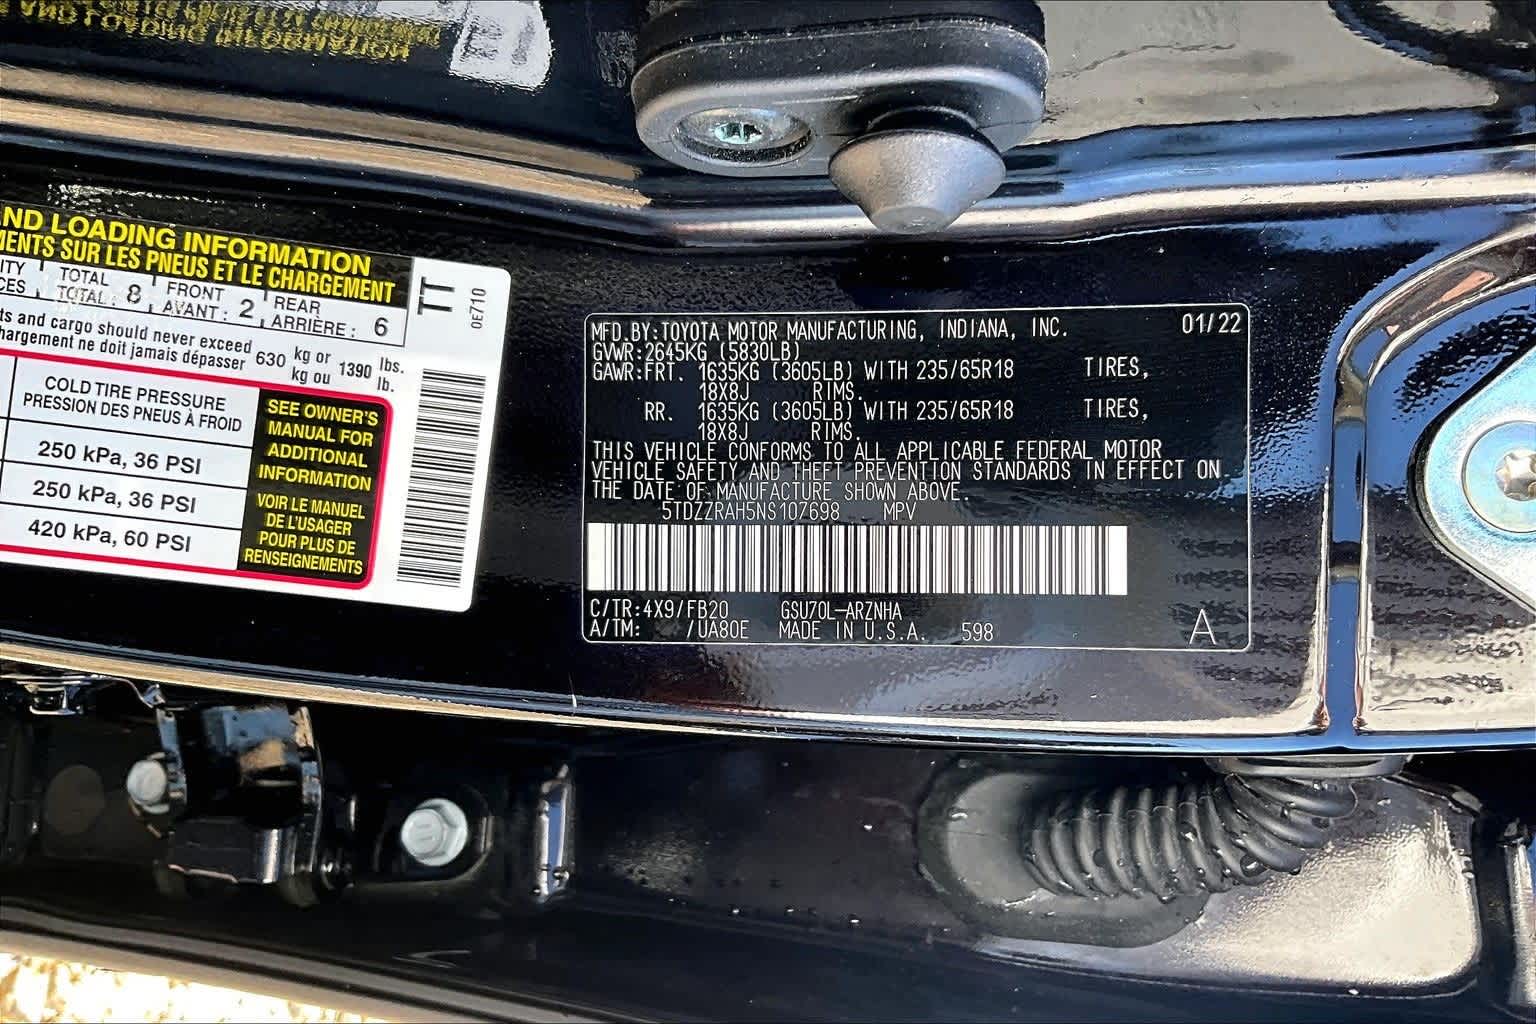 AND LOADING INFORMATION
ND LOADING INFORMATION
MENTS SUR LES PNEUS ET LE CHARGEMENT
ITY TOTAL 8 FRONT 2 REAR 6
CES TOTAL: AVANT: ARRIÈRE:
ts and cargo should never exceed 630 kg or 1390 lbs.
hargement ne doit jamais dépasser kg ou lb.
COLD TIRE PRESSURE
PRESSION DES PNEUS À FROID
250 kPa, 36 PSI
250 kPa, 36 PSI
420 kPa, 60 PSI
SEE OWNER'S
MANUAL FOR
ADDITIONAL
INFORMATION
VOIR LE MANUEL
DE L'USAGER
POUR PLUS DE
RENSEIGNEMENTS
TT
0E710
MFD.BY:TOYOTA MOTOR MANUFACTURING, INDIANA, INC. 01/22
GVWR:2645KG (5830LB)
GAWR:FRT. 1635KG (3605LB) WITH 235/65R18 TIRES,
18X8J RIMS.
RR. 1635KG (3605LB) WITH 235/65R18 TIRES,
18X8J RIMS.
THIS VEHICLE CONFORMS TO ALL APPLICABLE FEDERAL MOTOR
VEHICLE SAFETY AND THEFT PREVENTION STANDARDS IN EFFECT ON
THE DATE OF MANUFACTURE SHOWN ABOVE.
5TDZZRAH5NS107698 MPV
C/TR:4X9/FB20 GSU70L-ARZNHA
A/TM: /UA80E MADE IN U.S.A. 598 A